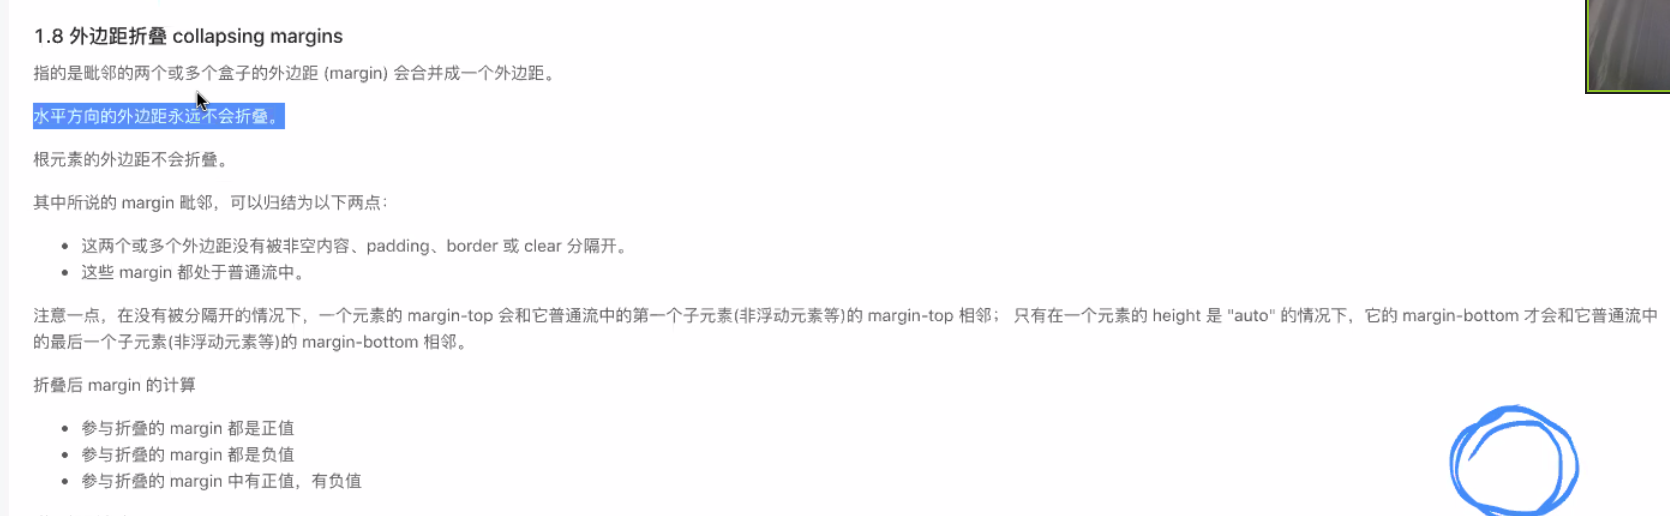 1.8 外边距折叠 collapsing margins
指的是毗邻的两个或多个盒子的外边距 (margin) 会合并成一个外边距。
水平方向的外边距永远不会折叠。
根元素的外边距不会折叠。
其中所说的 margin 毗邻，可以归结为以下两点：
• 这两个或多个外边距没有被非空内容、padding、border 或 clear 分隔开。
• 这些 margin 都处于普通流中。
注意一点，在没有被分隔开的情况下，一个元素的 margin-top 会和它普通流中的第一个子元素(非浮动元素等)的 margin-top 相邻； 只有在一个元素的 height 是 "auto" 的情况下，它的 margin-bottom 才会和它普通流中
的最后一个子元素(非浮动元素等)的 margin-bottom 相邻。
折叠后 margin 的计算
• 参与折叠的 margin 都是正值
• 参与折叠的 margin 都是负值
• 参与折叠的 margin 中有正值，有负值